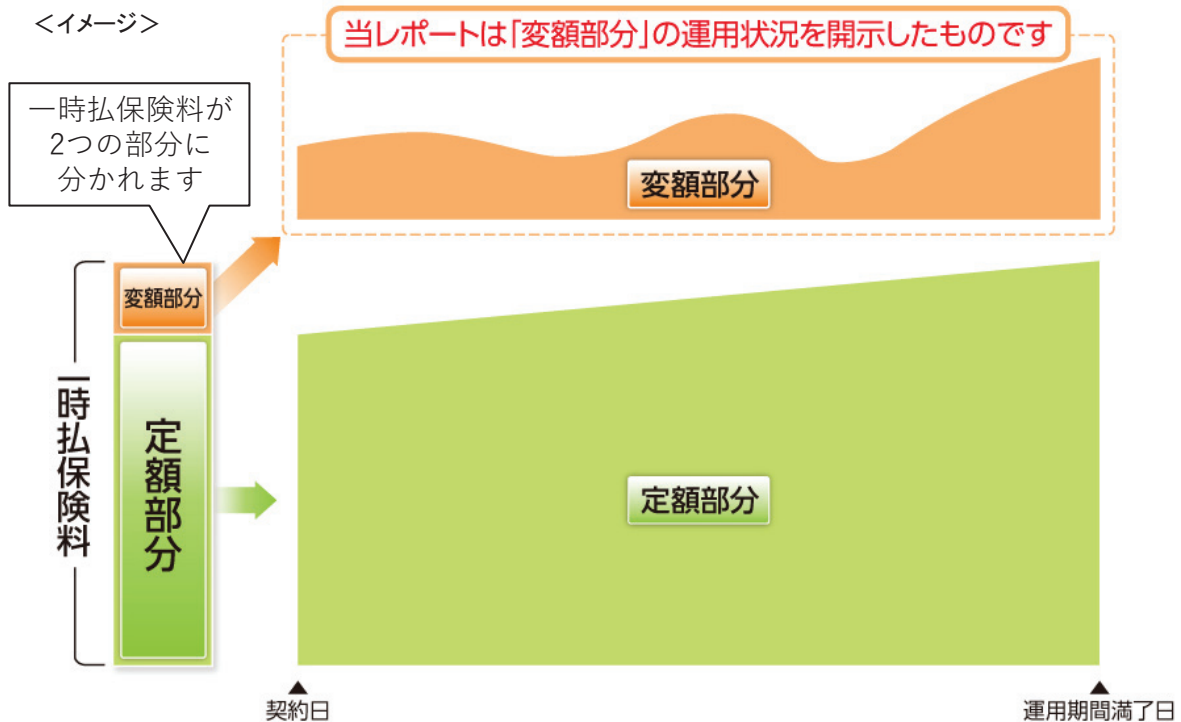 ＜イメージ＞
当レポートは「変額部分」の運用状況を開示したものです
一時払保険料が
2つの部分に
分かれます
変額部分
変額部分
一時払保険料
定額部分
定額部分
▲
契約日
▲
運用期間満了日